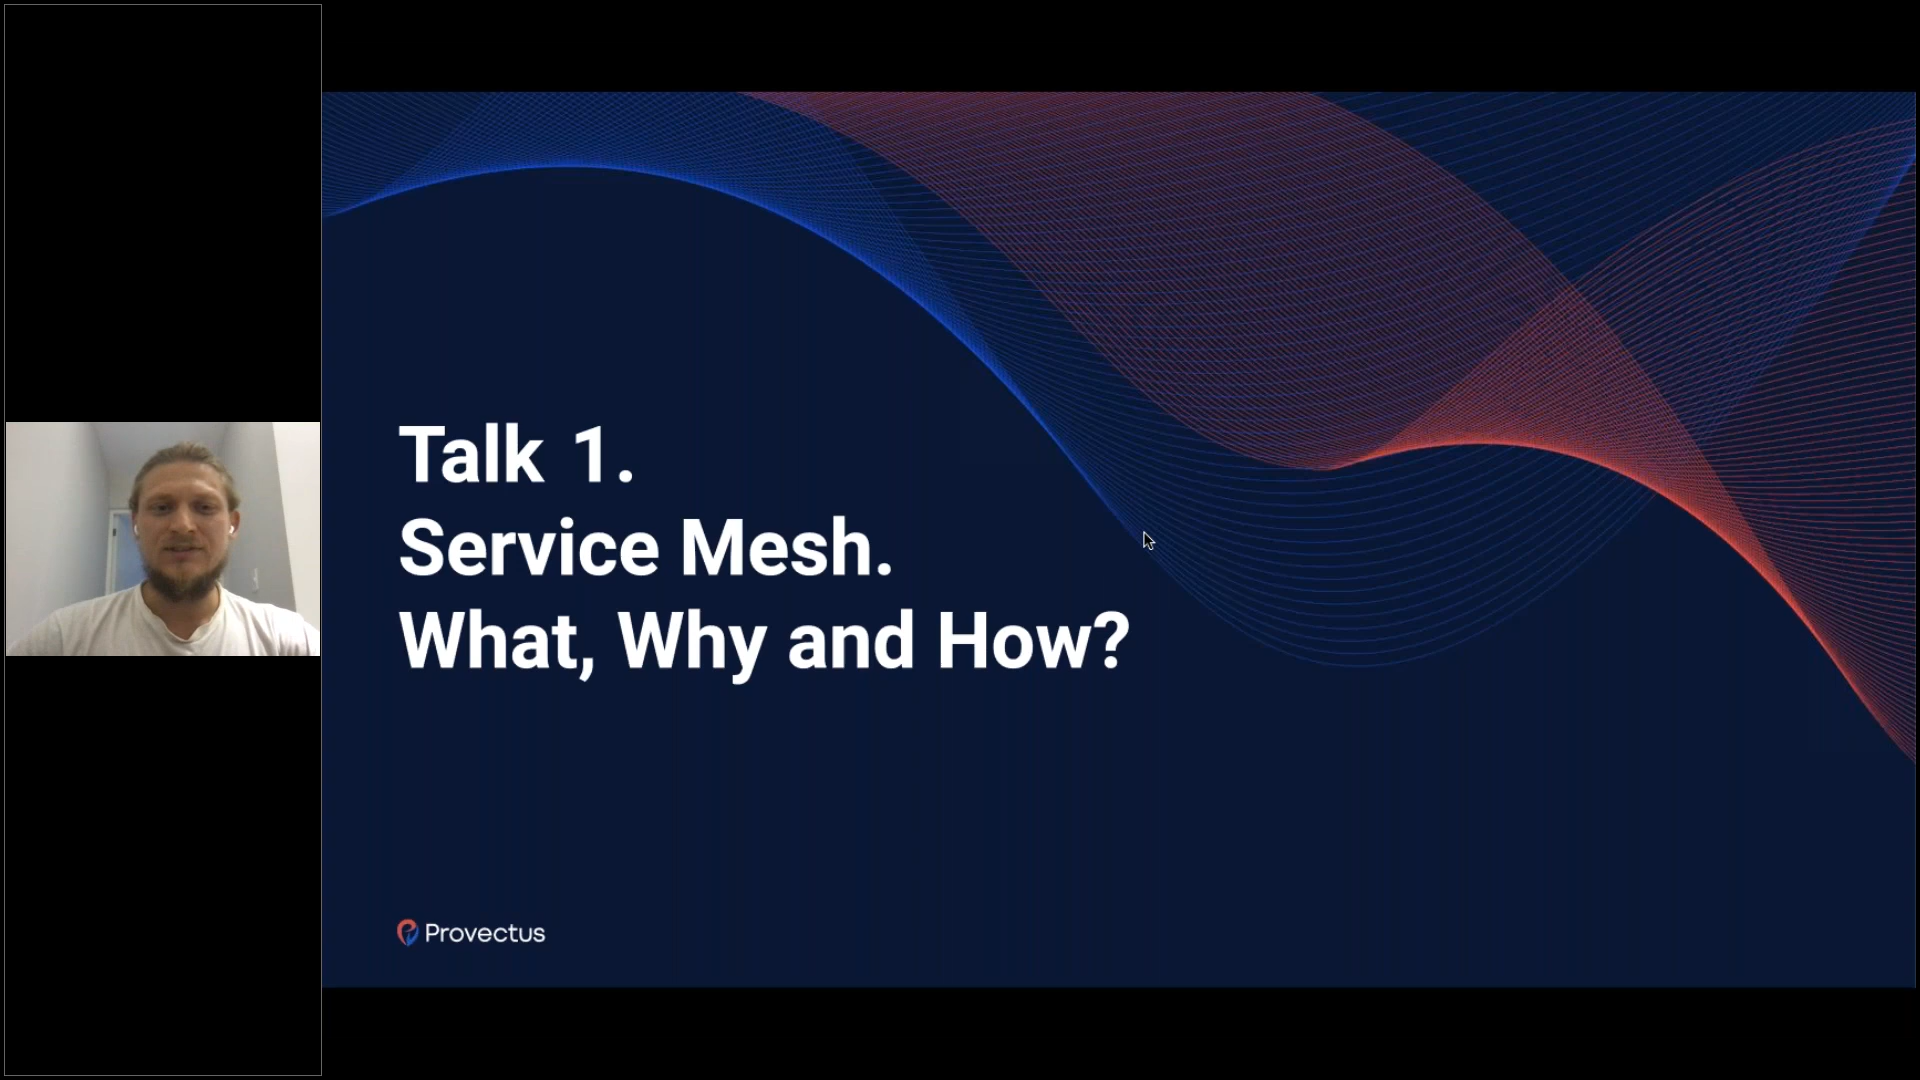 Talk 1.
Service Mesh.
What, Why and How?
Provectus